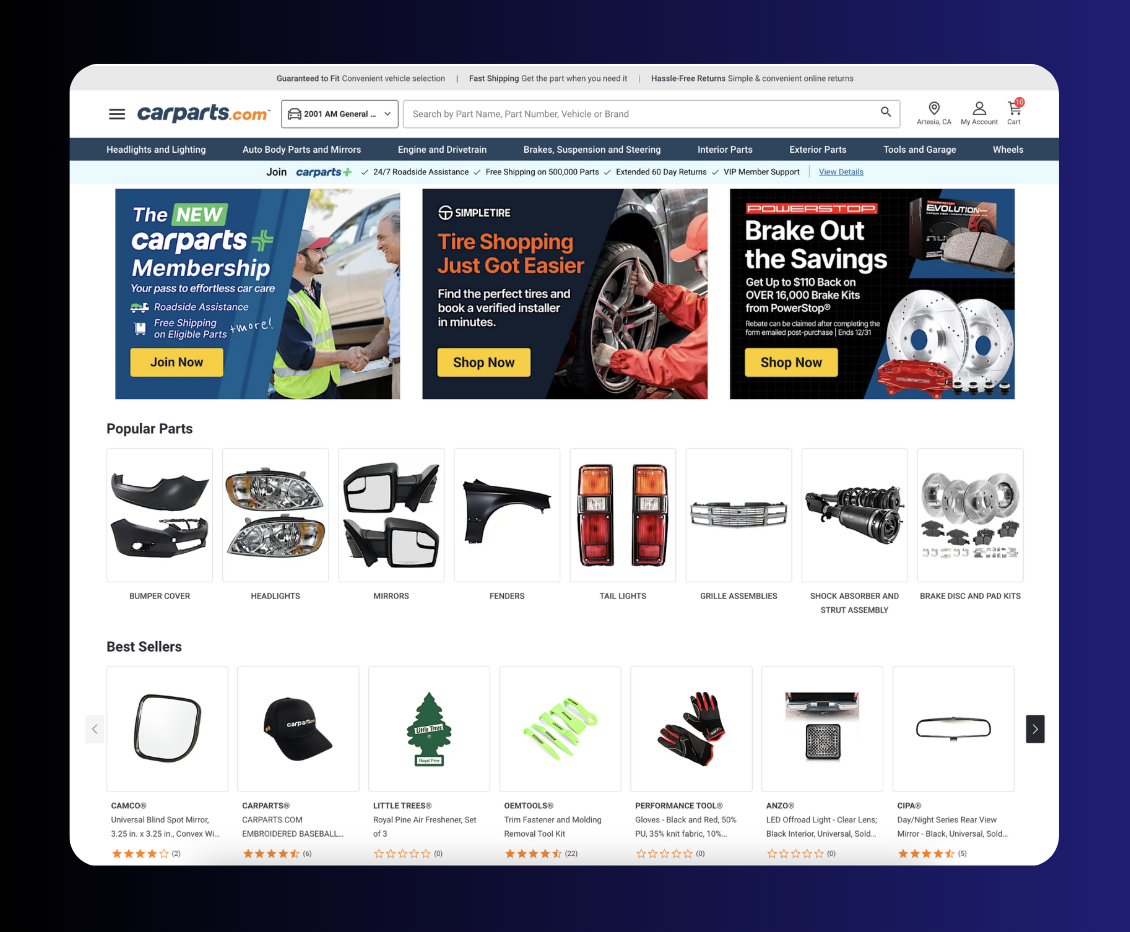 Guaranteed to Fit Convenient vehicle selection | Fast Shipping Get the part when you need it | Hassle-Free Returns Simple & convenient online returns
carparts.com
2001 AM General ...
Search by Part Name, Part Number, Vehicle or Brand
Artesia, CA
My Account
10
Cart
Headlights and Lighting
Auto Body Parts and Mirrors
Engine and Drivetrain
Brakes, Suspension and Steering
Interior Parts
Exterior Parts
Tools and Garage
Wheels
Join carparts+ ✓ 24/7 Roadside Assistance ✓ Free Shipping on 500,000 Parts ✓ Extended 60 Day Returns ✓ VIP Member Support | View Details
The NEW
carparts+
Membership
Your pass to effortless car care
Roadside Assistance
Free Shipping
on Eligible Parts
+more!
Join Now
SIMPLETIRE
Tire Shopping
Just Got Easier
Find the perfect tires and
book a verified installer
in minutes.
Shop Now
POWERSTOP
Brake Out
the Savings
Get Up to $110 Back on
OVER 16,000 Brake Kits
from PowerStop®
Rebate can be claimed after completing the
form emailed post-purchase | Ends 12/31
Shop Now
EVOLUTION
Popular Parts
BUMPER COVER
HEADLIGHTS
MIRRORS
FENDERS
TAIL LIGHTS
GRILLE ASSEMBLIES
SHOCK ABSORBER AND
STRUT ASSEMBLY
BRAKE DISC AND PAD KITS
Best Sellers
carparts
Little Trees
Royal Pine
CAMCO®
Universal Blind Spot Mirror,
3.25 in. x 3.25 in., Convex Wi...
(2)
CARPARTS®
CARPARTS.COM
EMBROIDERED BASEBALL...
(6)
LITTLE TREES®
Royal Pine Air Freshener, Set
of 3
(0)
OEMTOOLS®
Trim Fastener and Molding
Removal Tool Kit
(22)
PERFORMANCE TOOL®
Gloves - Black and Red, 50%
PU, 35% knit fabric, 10%...
(0)
ANZO®
LED Offroad Light - Clear Lens;
Black Interior, Universal, Sold...
(0)
CIPA®
Day/Night Series Rear View
Mirror - Black, Universal, Sold...
(5)